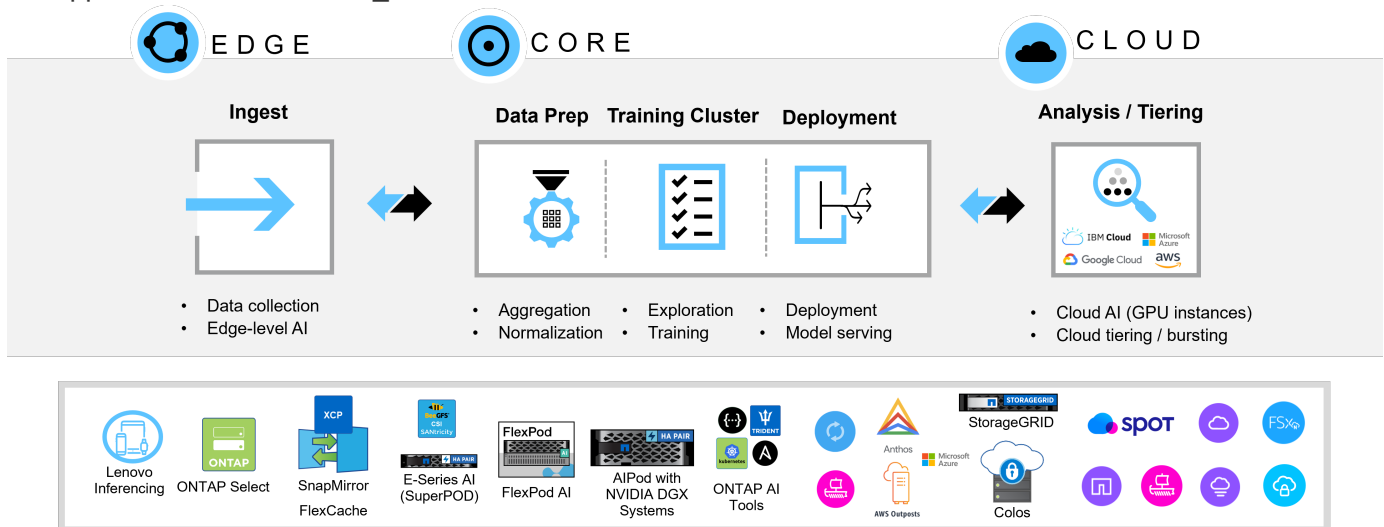 EDGE
CORE
CLOUD
Ingest
Data Prep
Training Cluster
Deployment
Analysis / Tiering
IBM Cloud
Microsoft
Azure
Google Cloud
aws
• Data collection
• Edge-level AI
• Aggregation
• Normalization
• Exploration
• Training
• Deployment
• Model serving
• Cloud AI (GPU instances)
• Cloud tiering / bursting
Lenovo
Inferencing
ONTAP
ONTAP Select
XCP
SnapMirror
FlexCache
BeeGFS
CSI
SANtricity
HA PAIR
E-Series AI
(SuperPOD)
FlexPod
AI
FlexPod AI
HA PAIR
AIPod with
NVIDIA DGX
Systems
{··}
TRIDENT
kubernetes
A
ONTAP AI
Tools
Anthos
Microsoft
Azure
AWS Outposts
STORAGEGRID
StorageGRID
Colos
spot
FSx